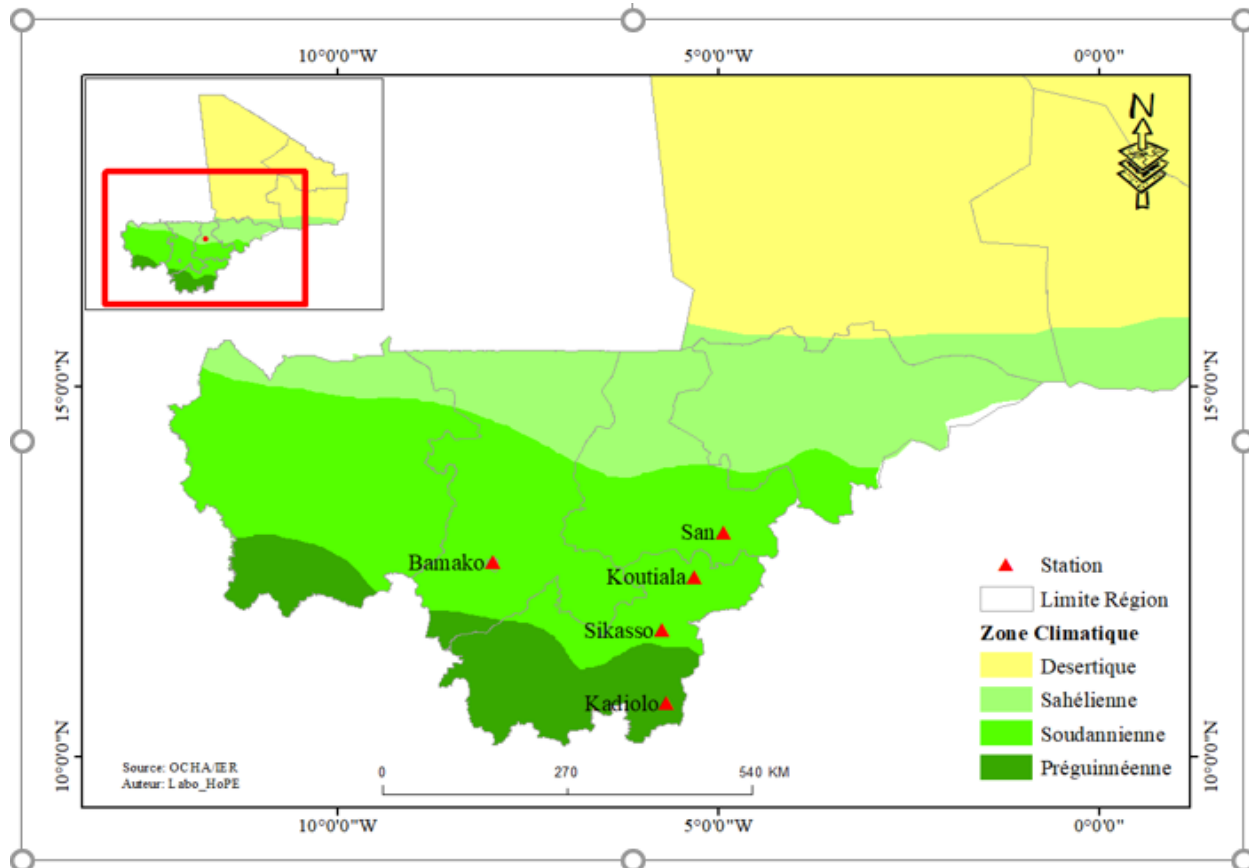 10°0'0"W
5°0'0"W
0°0'0"
N
15°0'0"N
15°0'0"N
San
Bamako
Koutiala
Sikasso
Kadiolo
Station
Limite Région
Zone Climatique
Desertique
Sahélienne
Soudannienne
Préguinnéenne
10°0'0"N
10°0'0"N
Source: OCHA/IER
Auteur: Labo_HoPE
0
270
540 KM
10°0'0"W
5°0'0"W
0°0'0"